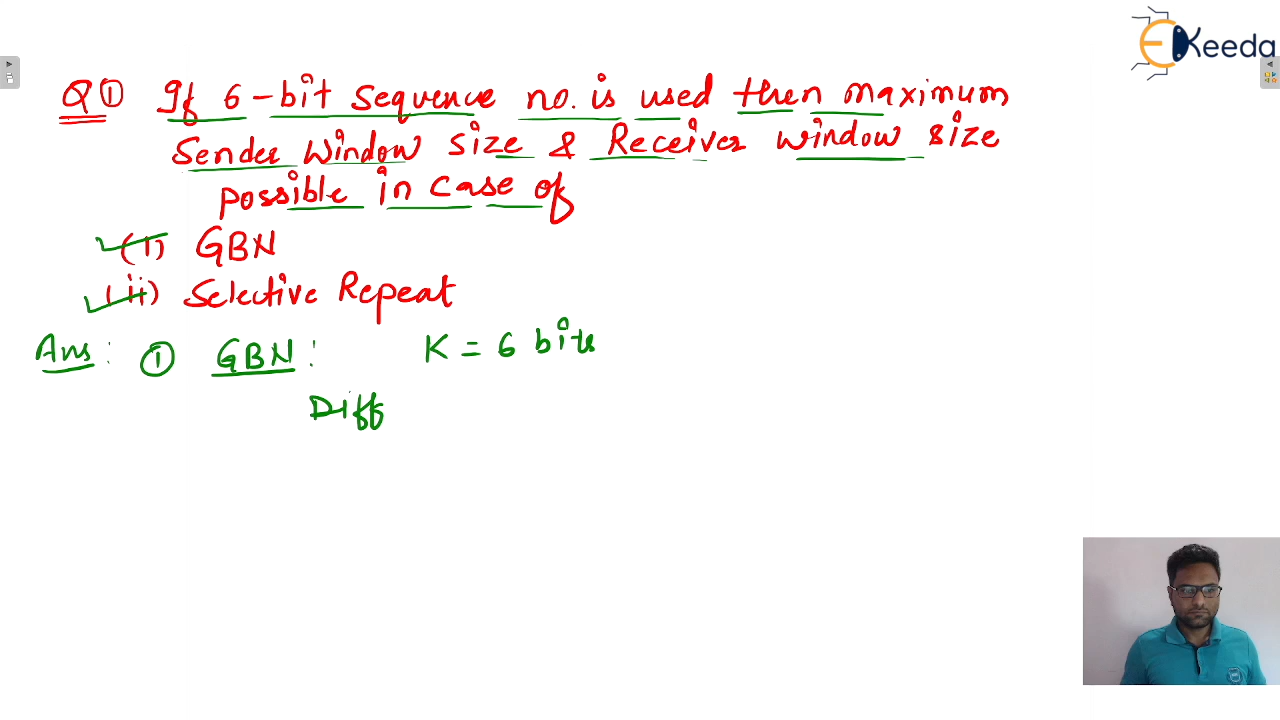 EKeeda
Q① If 6-bit sequence no. is used then maximum
Sender Window size & Receiver window size
possible in case of
(i) GBN
(ii) Selective Repeat
Ans: ① GBN: K = 6 bits
Diff